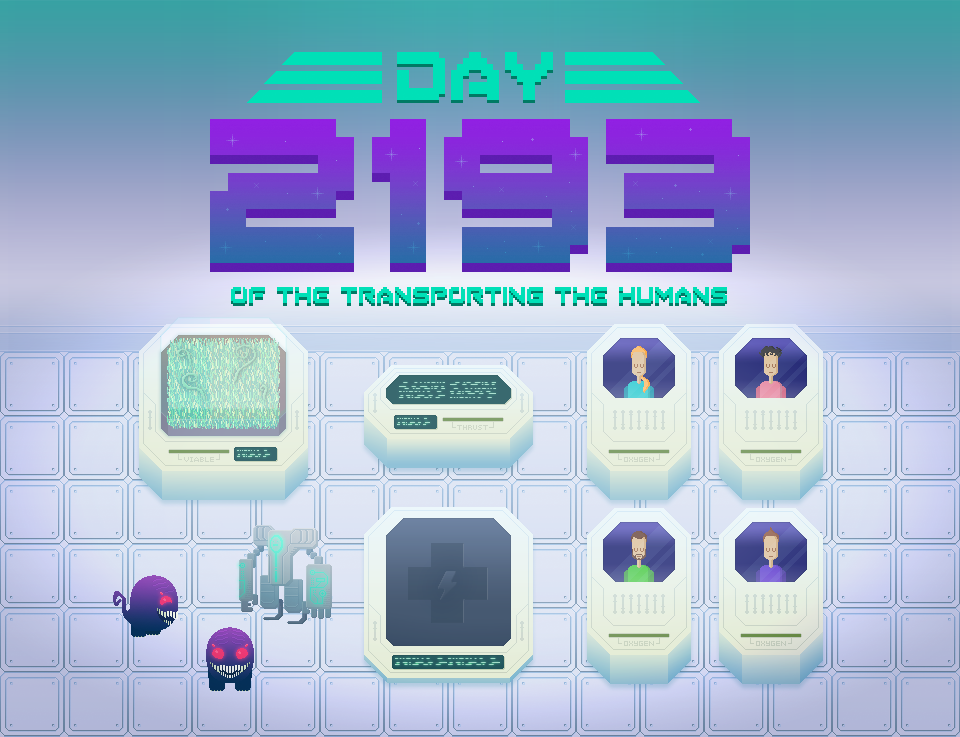 DAY
2193
OF THE TRANSPORTING THE HUMANS
VIABLE
THRUST
OXYGEN
OXYGEN
OXYGEN
OXYGEN